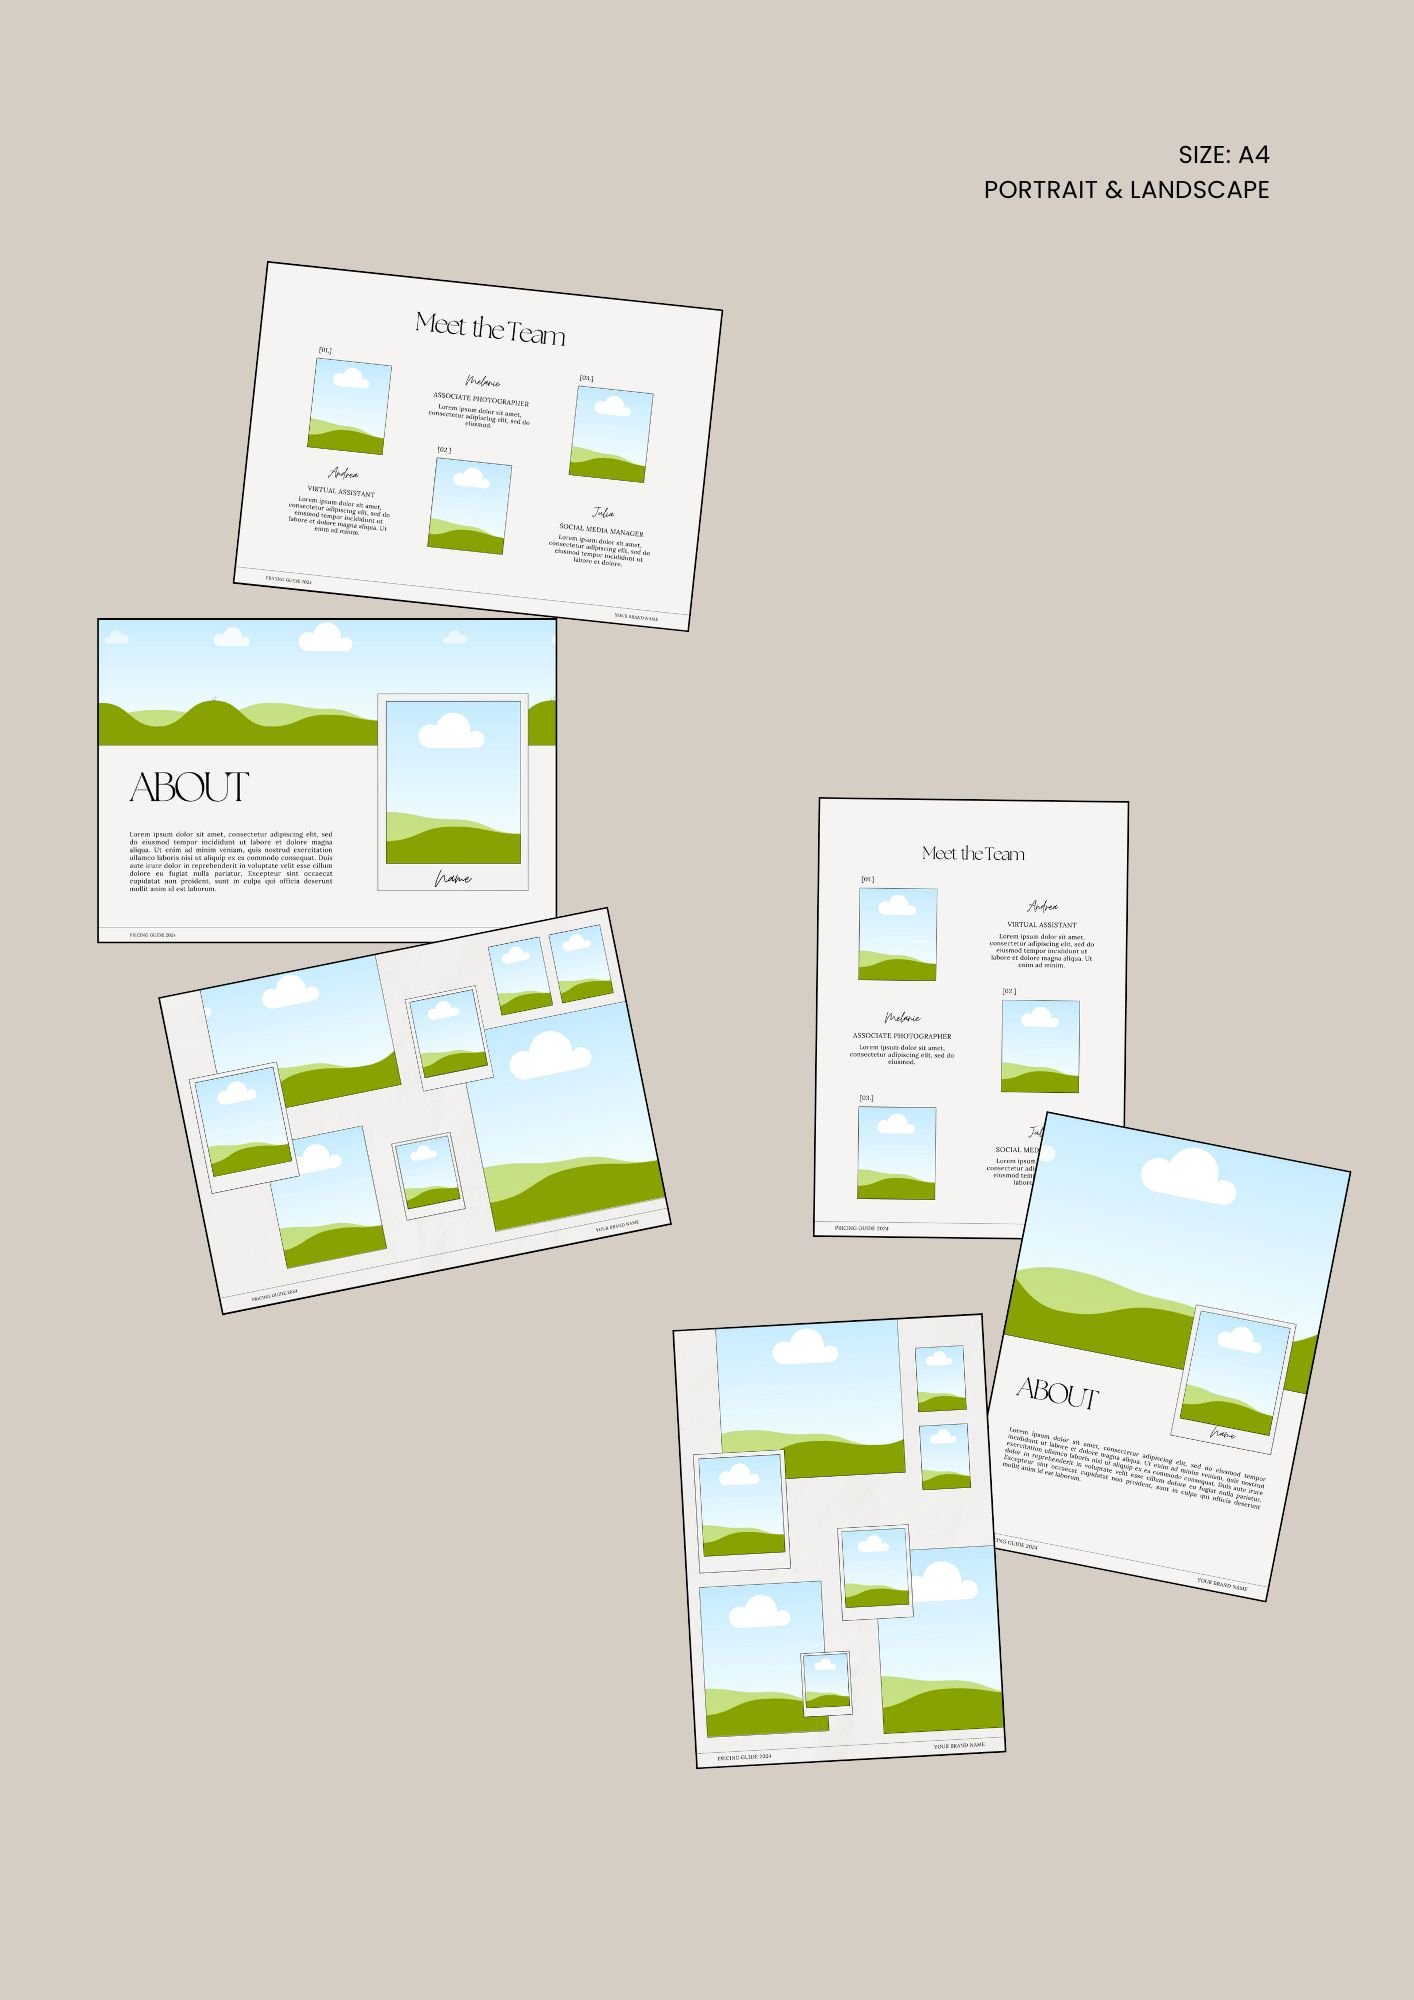 SIZE: A4
PORTRAIT & LANDSCAPE
Meet the Team
[01.]
Andrea
VIRTUAL ASSISTANT
Lorem ipsum dolor sit amet,
consectetur adipiscing elit, sed do
eiusmod tempor incididunt ut
labore et dolore magna aliqua. Ut
enim ad minim.
Melanie
ASSOCIATE PHOTOGRAPHER
Lorem ipsum dolor sit amet,
consectetur adipiscing elit, sed do
eiusmod.
[02.]
[03.]
Julia
SOCIAL MEDIA MANAGER
Lorem ipsum dolor sit amet,
consectetur adipiscing elit, sed do
eiusmod tempor incididunt ut
labore et dolore.
PRICING GUIDE 2024
YOUR BRAND NAME
ABOUT
Lorem ipsum dolor sit amet, consectetur adipiscing elit, sed
do eiusmod tempor incididunt ut labore et dolore magna
aliqua. Ut enim ad minim veniam, quis nostrud exercitation
ullamco laboris nisi ut aliquip ex ea commodo consequat. Duis
aute irure dolor in reprehenderit in voluptate velit esse cillum
dolore eu fugiat nulla pariatur. Excepteur sint occaecat
cupidatat non proident, sunt in culpa qui officia deserunt
mollit anim id est laborum.
Name
PRICING GUIDE 2024
PRICING GUIDE 2024
YOUR BRAND NAME
Meet the Team
[01.]
Andrea
VIRTUAL ASSISTANT
Lorem ipsum dolor sit amet,
consectetur adipiscing elit, sed do
eiusmod tempor incididunt ut
labore et dolore magna aliqua. Ut
enim ad minim.
[02.]
Melanie
ASSOCIATE PHOTOGRAPHER
Lorem ipsum dolor sit amet,
consectetur adipiscing elit, sed do
eiusmod.
[03.]
Jul
SOCIAL MED
Lorem ipsum
consectetur adi
eiusmod tem
labore
PRICING GUIDE 2024
ABOUT
Name
Lorem ipsum dolor sit amet, consectetur adipiscing elit, sed do eiusmod tempor
incididunt ut labore et dolore magna aliqua. Ut enim ad minim veniam, quis nostrud
exercitation ullamco laboris nisi ut aliquip ex ea commodo consequat. Duis aute irure
dolor in reprehenderit in voluptate velit esse cillum dolore eu fugiat nulla pariatur.
Excepteur sint occaecat cupidatat non proident, sunt in culpa qui officia deserunt
mollit anim id est laborum.
GUIDE 2024
YOUR BRAND NAME
PRICING GUIDE 2024
YOUR BRAND NAME